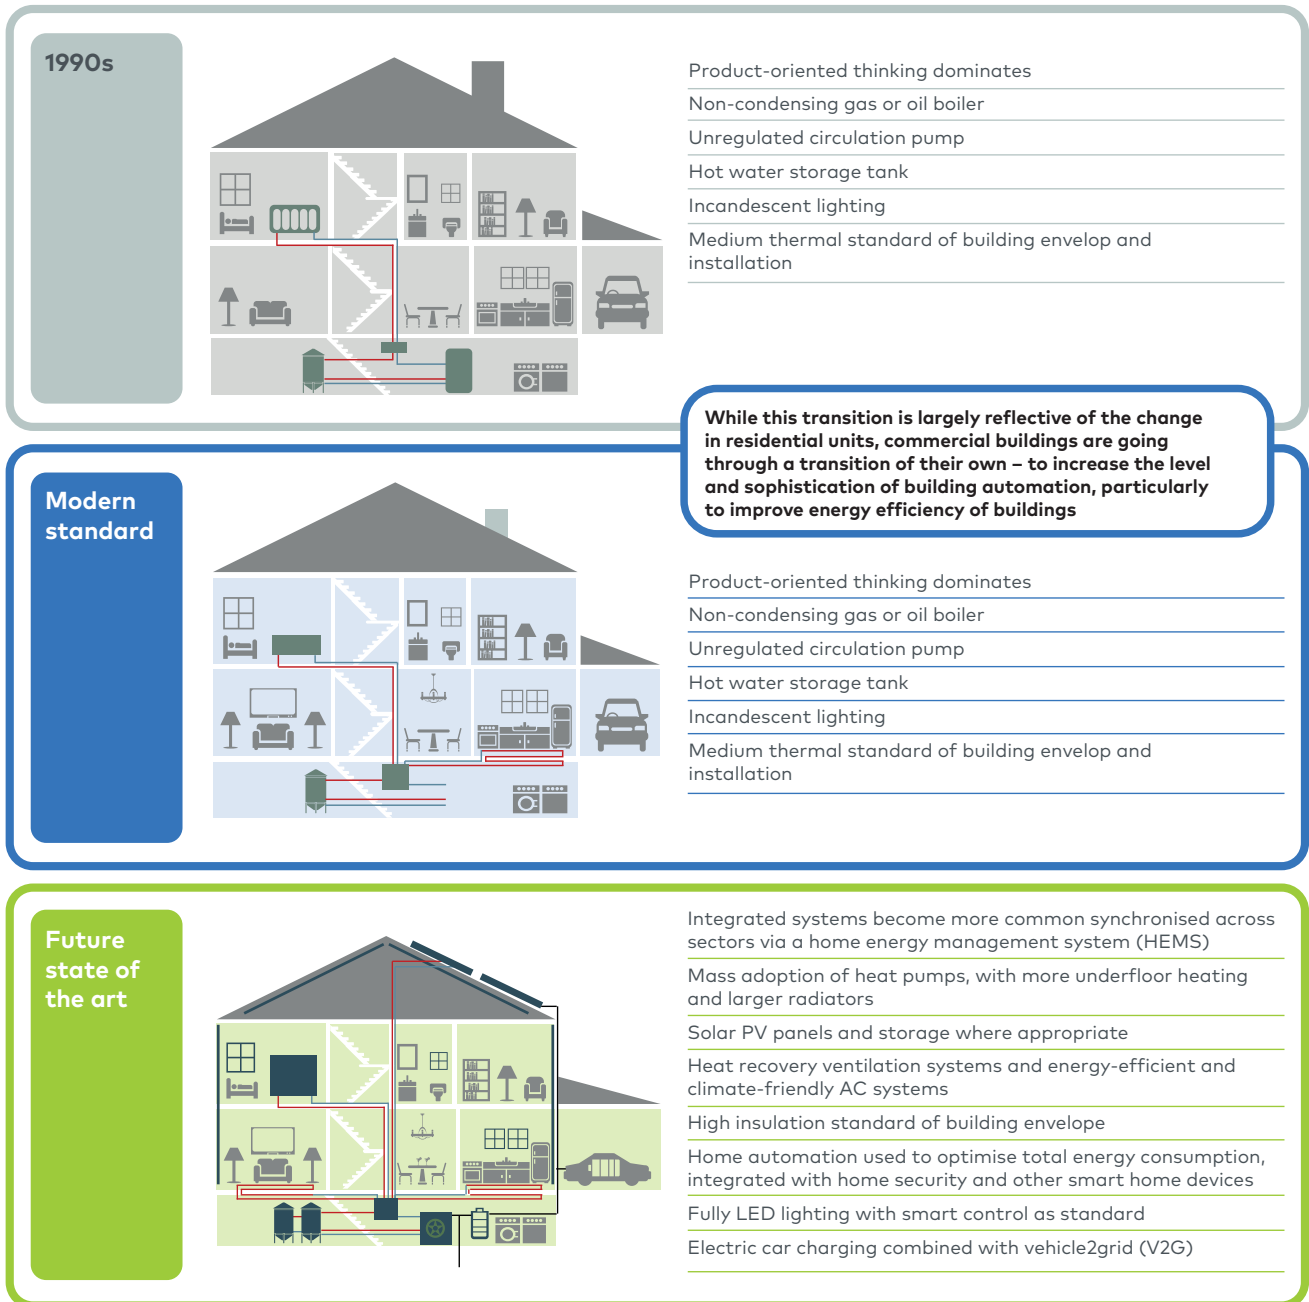 1990s
Product-oriented thinking dominates
Non-condensing gas or oil boiler
Unregulated circulation pump
Hot water storage tank
Incandescent lighting
Medium thermal standard of building envelop and
installation
While this transition is largely reflective of the change
in residential units, commercial buildings are going
through a transition of their own – to increase the level
and sophistication of building automation, particularly
to improve energy efficiency of buildings
Modern
standard
Product-oriented thinking dominates
Non-condensing gas or oil boiler
Unregulated circulation pump
Hot water storage tank
Incandescent lighting
Medium thermal standard of building envelop and
installation
Future
state of
the art
Integrated systems become more common synchronised across
sectors via a home energy management system (HEMS)
Mass adoption of heat pumps, with more underfloor heating
and larger radiators
Solar PV panels and storage where appropriate
Heat recovery ventilation systems and energy-efficient and
climate-friendly AC systems
High insulation standard of building envelope
Home automation used to optimise total energy consumption,
integrated with home security and other smart home devices
Fully LED lighting with smart control as standard
Electric car charging combined with vehicle2grid (V2G)